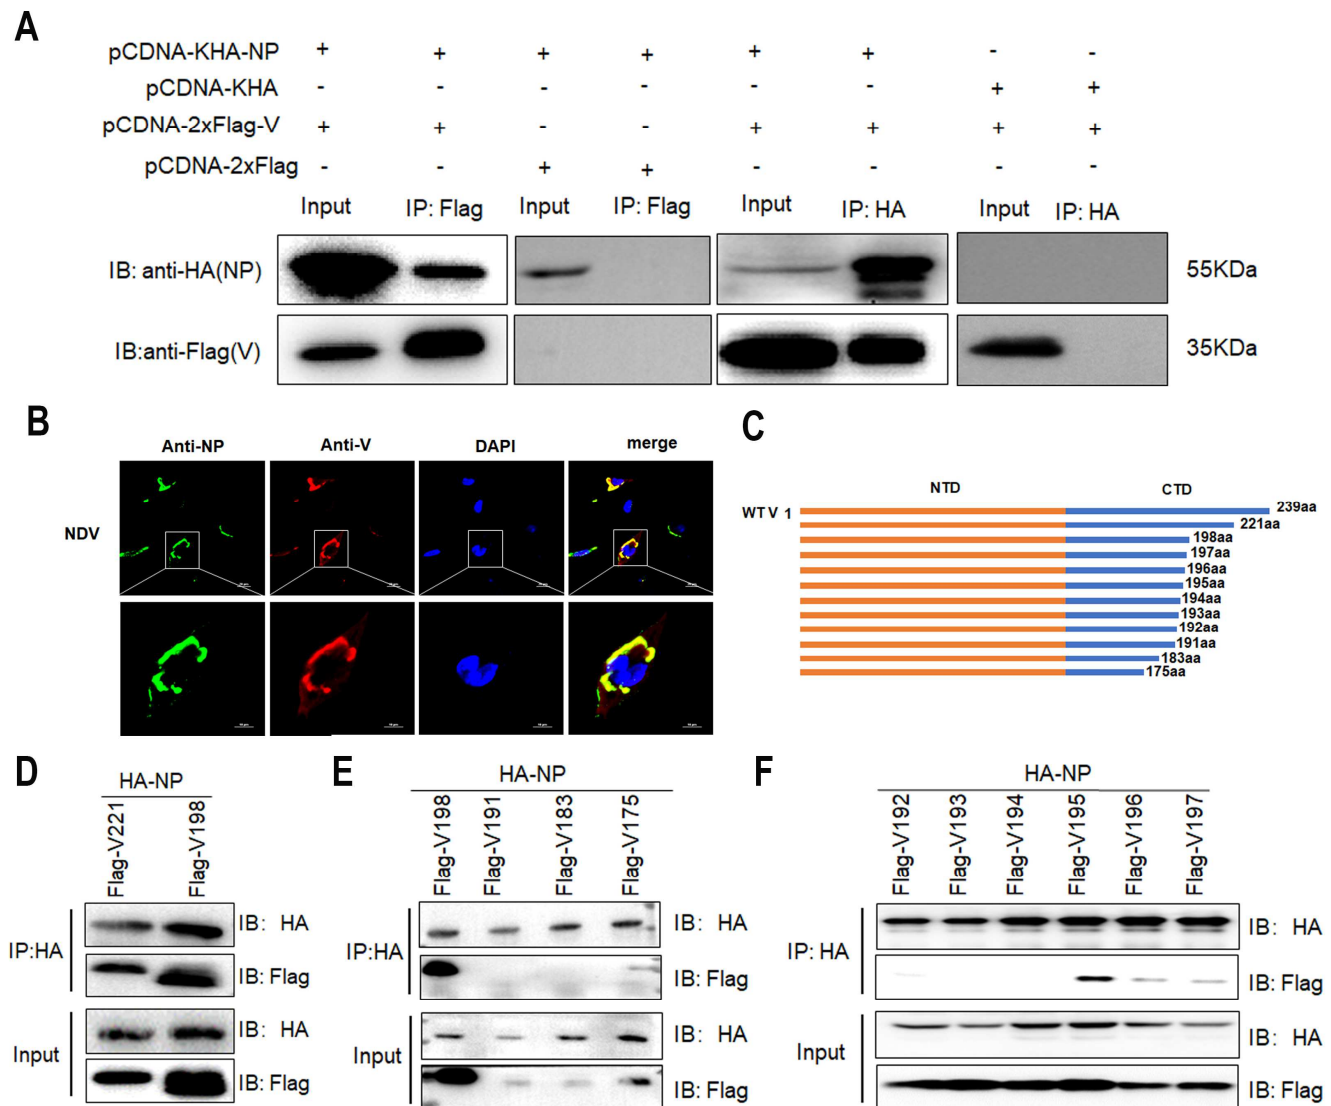 A
pCDNA-KHA-NP + + + + + + - -
pCDNA-KHA - - - - - - + +
pCDNA-2xFlag-V + + - - + + + +
pCDNA-2xFlag - - + + - - - -
Input IP: Flag Input IP: Flag Input IP: HA Input IP: HA
IB: anti-HA(NP) 55KDa
IB:anti-Flag(V) 35KDa
B
Anti-NP Anti-V DAPI merge
NDV
C
NTD CTD
WT V 1 239aa
221aa
198aa
197aa
196aa
195aa
194aa
193aa
192aa
191aa
183aa
175aa
D
HA-NP
Flag-V221 Flag-V198
IP:HA
IB: HA
IB: Flag
Input
IB: HA
IB: Flag
E
HA-NP
Flag-V198 Flag-V191 Flag-V183 Flag-V175
IP:HA
IB: HA
IB: Flag
Input
IB: HA
IB: Flag
F
HA-NP
Flag-V192 Flag-V193 Flag-V194 Flag-V195 Flag-V196 Flag-V197
IP: HA
IB: HA
IB: Flag
Input
IB: HA
IB: Flag